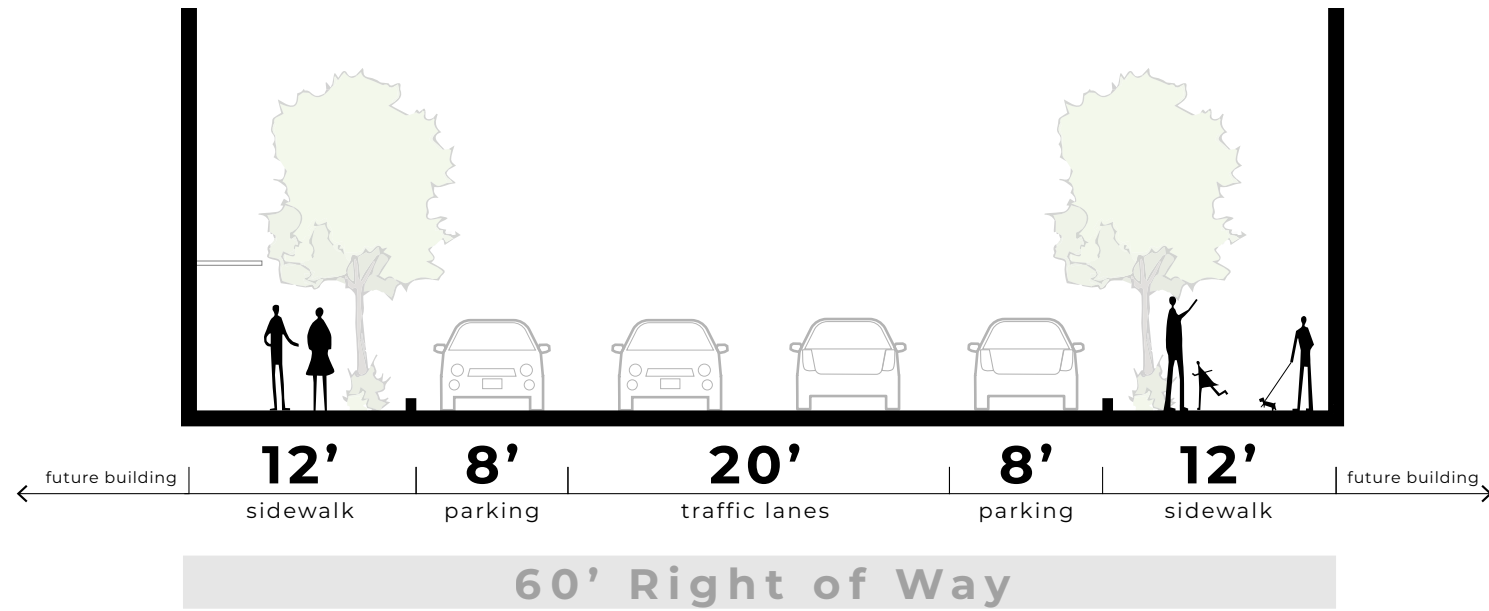 12’ 8’ 20’ 8’ 12’
future building future building
sidewalk parking traffic lanes parking sidewalk
60’ Right of Way